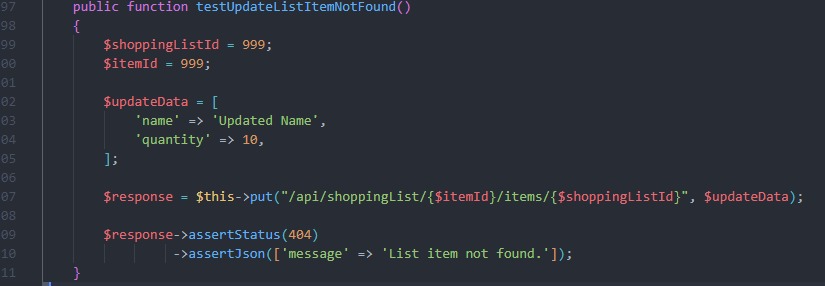 97 public function testUpdateListItemNotFound()
98 {
99 $shoppingListId = 999;
00 $itemId = 999;
01
02 $updateData = [
03 'name' => 'Updated Name',
04 'quantity' => 10,
05 ];
06
07 $response = $this->put("/api/shoppingList/{$itemId}/items/{$shoppingListId}", $updateData);
08
09 $response->assertStatus(404)
10 ->assertJson(['message' => 'List item not found.']);
11 }